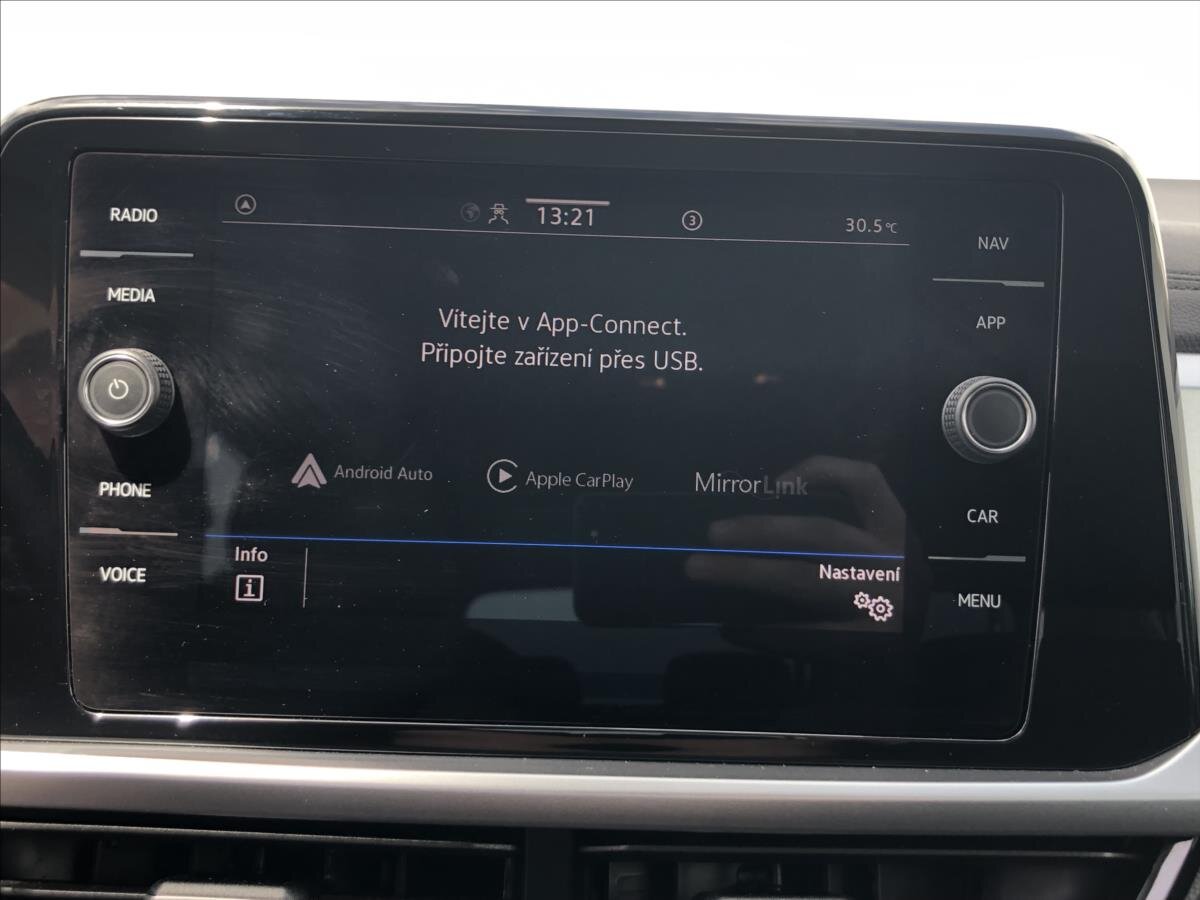 RADIO
MEDIA
PHONE
VOICE
13:21
3
30.5°C
Vítejte v App-Connect.
Připojte zařízení přes USB.
Android Auto
Apple CarPlay
MirrorLink
Info
i
Nastavení
NAV
APP
CAR
MENU